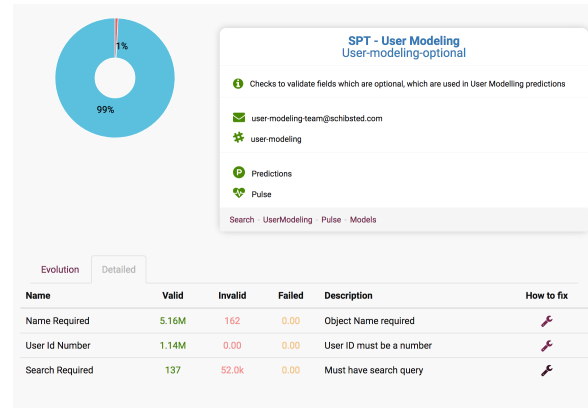 1%
99%
SPT - User Modeling
User-modeling-optional
Checks to validate fields which are optional, which are used in User Modelling predictions
user-modeling-team@schibsted.com
user-modeling
P Predictions
Pulse
Search - UserModeling - Pulse - Models
Evolution Detailed
Name Valid Invalid Failed Description How to fix
Name Required 5.16M 162 0.00 Object Name required
User Id Number 1.14M 0.00 0.00 User ID must be a number
Search Required 137 52.0k 0.00 Must have search query